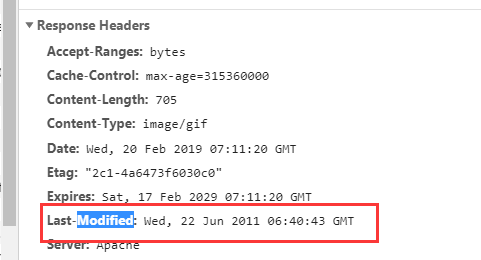 Response Headers
Accept-Ranges: bytes
Cache-Control: max-age=315360000
Content-Length: 705
Content-Type: image/gif
Date: Wed, 20 Feb 2019 07:11:20 GMT
Etag: "2c1-4a6473f6030c0"
Expires: Sat, 17 Feb 2029 07:11:20 GMT
Last-Modified: Wed, 22 Jun 2011 06:40:43 GMT
Server: Apache